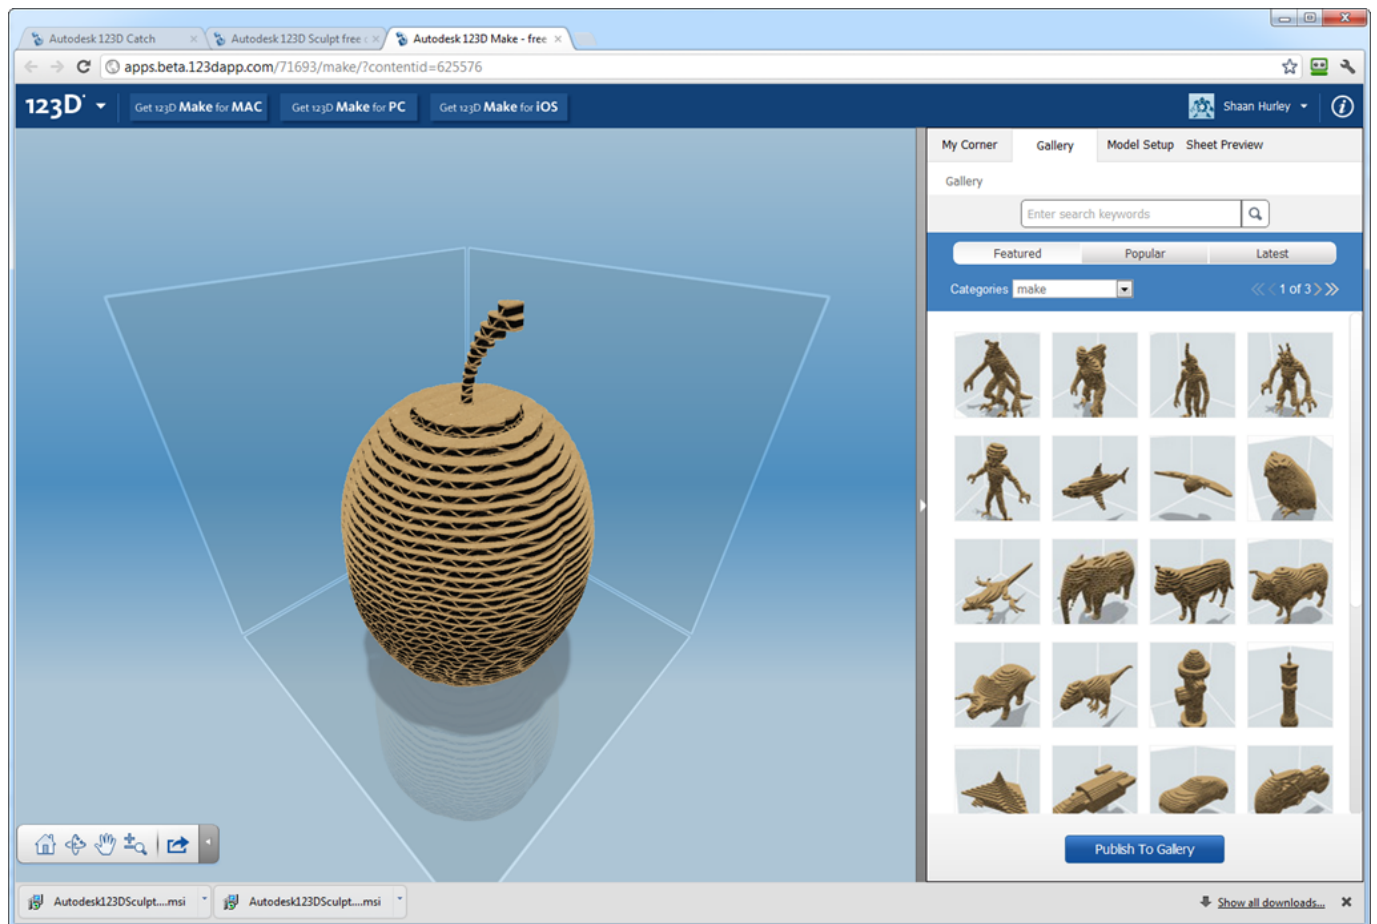 Autodesk 123D Catch
Autodesk 123D Sculpt free
Autodesk 123D Make - free
apps.beta.123dapp.com/71693/make/?contentid=625576
123D
Get 123D Make for MAC
Get 123D Make for PC
Get 123D Make for iOS
Shaan Hurley
My Corner
Gallery
Model Setup
Sheet Preview
Gallery
Enter search keywords
Featured
Popular
Latest
Categories
make
1 of 3
Publish To Gallery
Autodesk123DSculpt....msi
Autodesk123DSculpt....msi
Show all downloads...